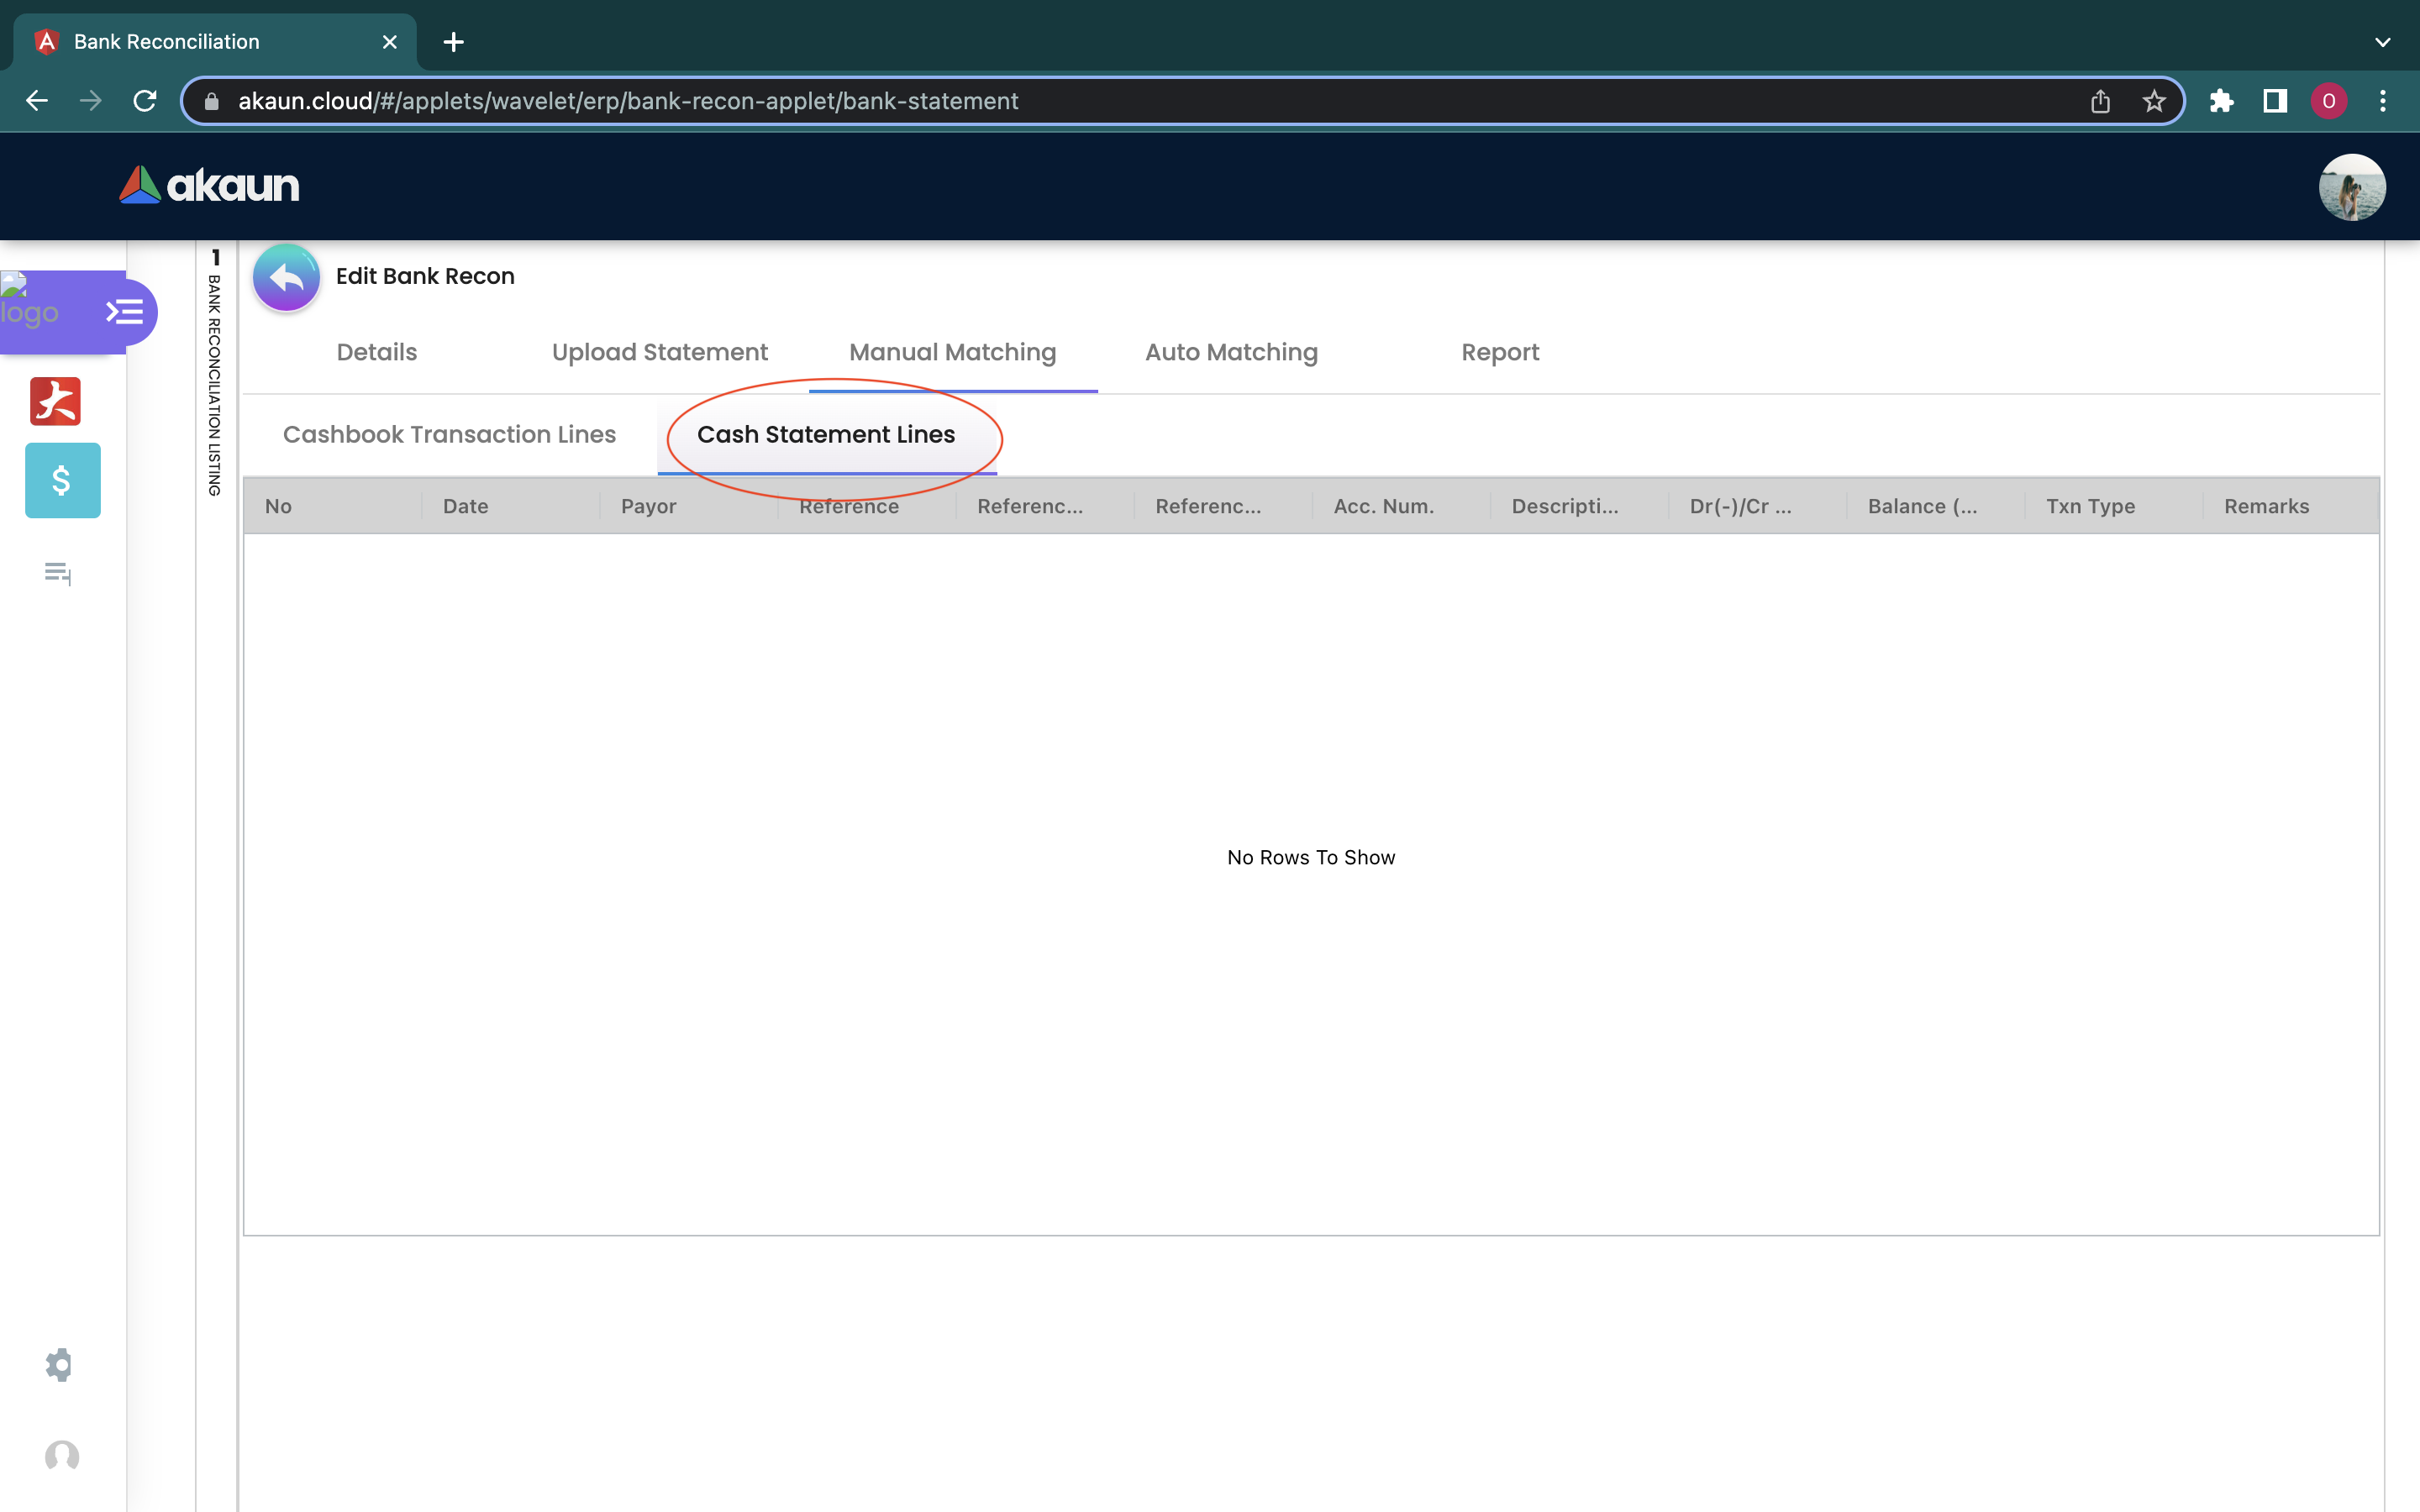 Bank Reconciliation
akaun.cloud/#/applets/wavelet/erp/bank-recon-applet/bank-statement
O
akaun
logo
1 BANK RECONCILIATION LISTING
Edit Bank Recon
Details Upload Statement Manual Matching Auto Matching Report
Cashbook Transaction Lines Cash Statement Lines
No Date Payor Reference Referenc... Referenc... Acc. Num. Descripti... Dr(-)/Cr ... Balance (... Txn Type Remarks
$
No Rows To Show